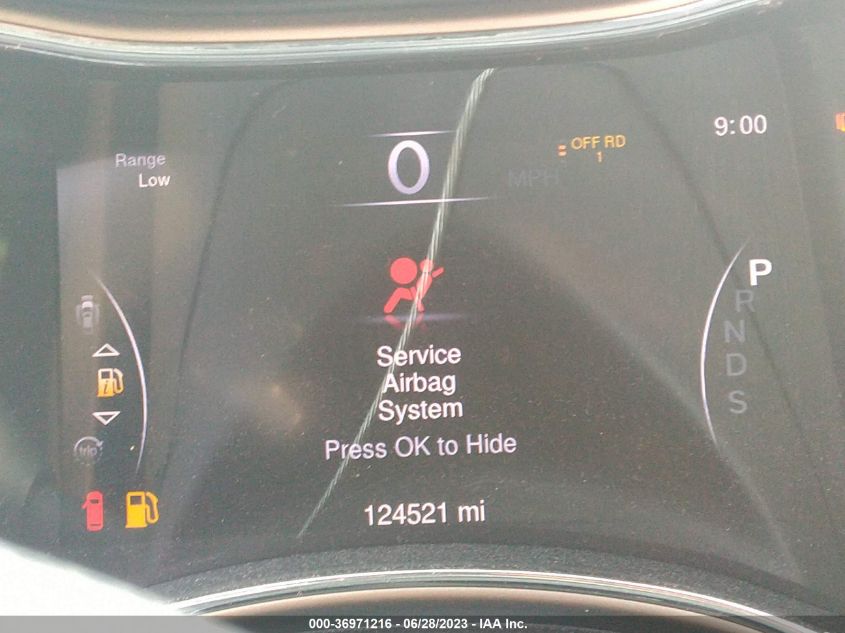 9:00
OFF RD
1
0
MPH
Range
Low
P
R
N
D
S
Service
Airbag
System
Press OK to Hide
trip
124521 mi
000-36971216 - 06/28/2023 - IAA Inc.